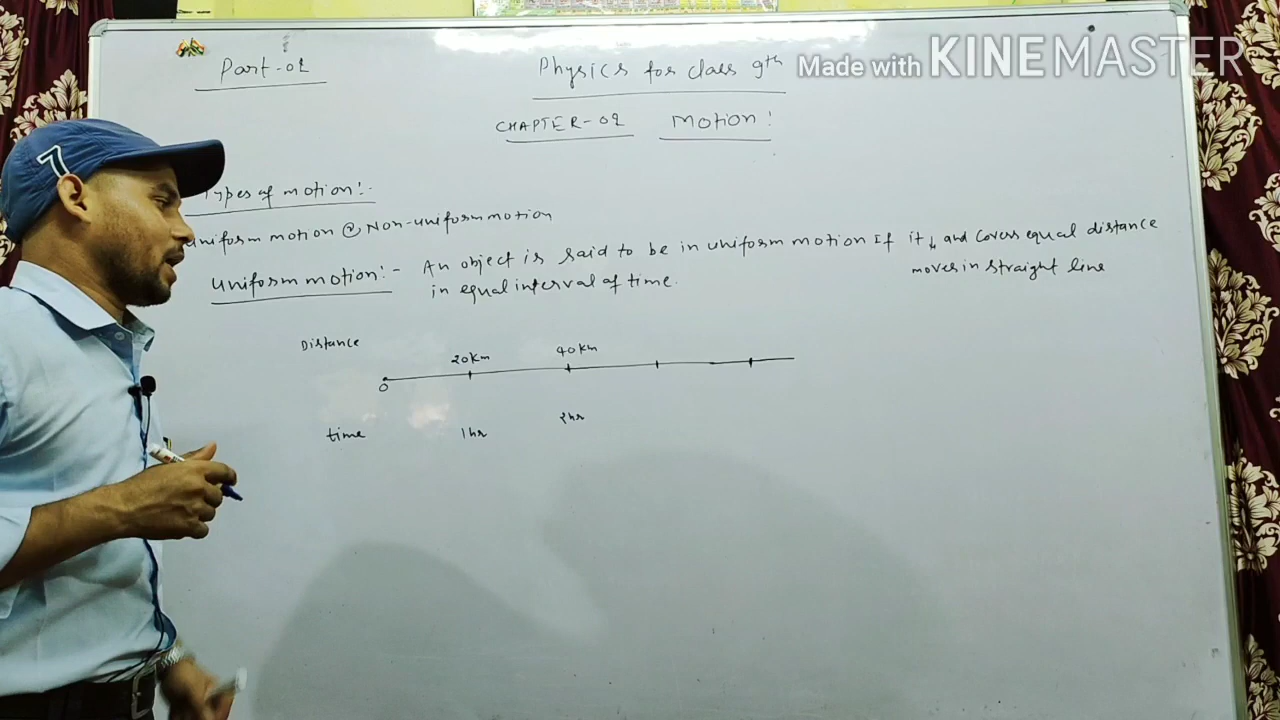 Made with KINEMASTER
Part-02
Physics for class 9th
CHAPTER-02 Motion!
Types of motion!-
uniform motion @ Non-uniform motion
uniform motion!- An object is said to be in uniform motion If it, and covers equal distance
moves in straight line
in equal interval of time.
Distance
20km 40km
0
time 1hr 2hr
7